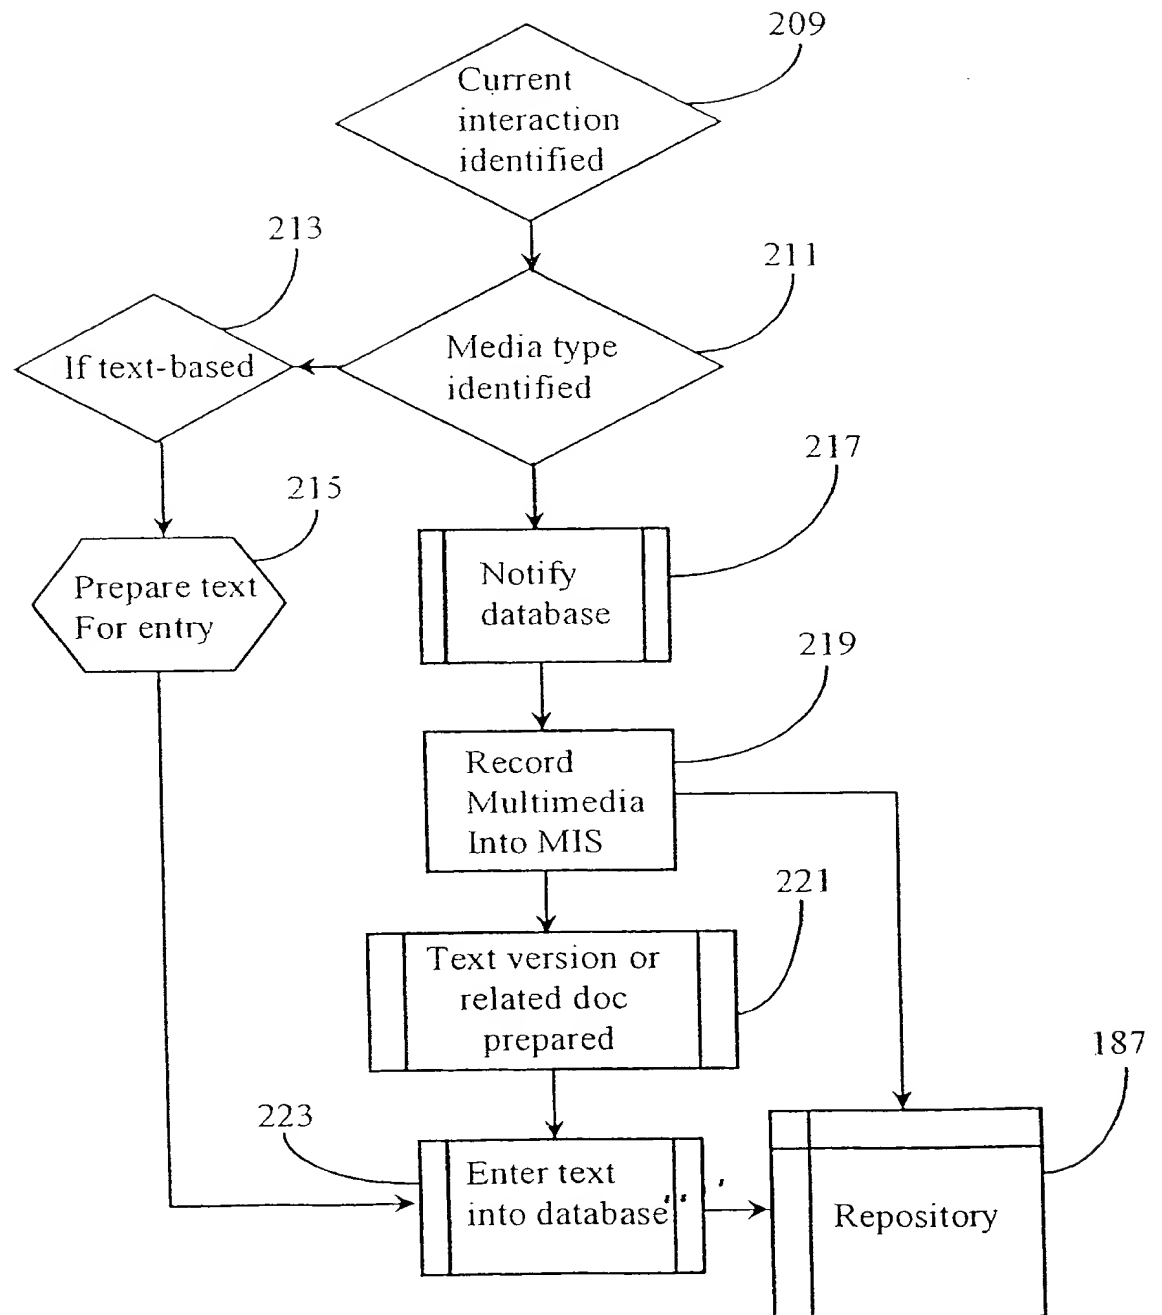 209
Current
interaction
identified
213
211
If text-based
Media type
identified
217
215
Prepare text
For entry
Notify
database
219
Record
Multimedia
Into MIS
221
Text version or
related doc
prepared
187
223
Enter text
into database
Repository